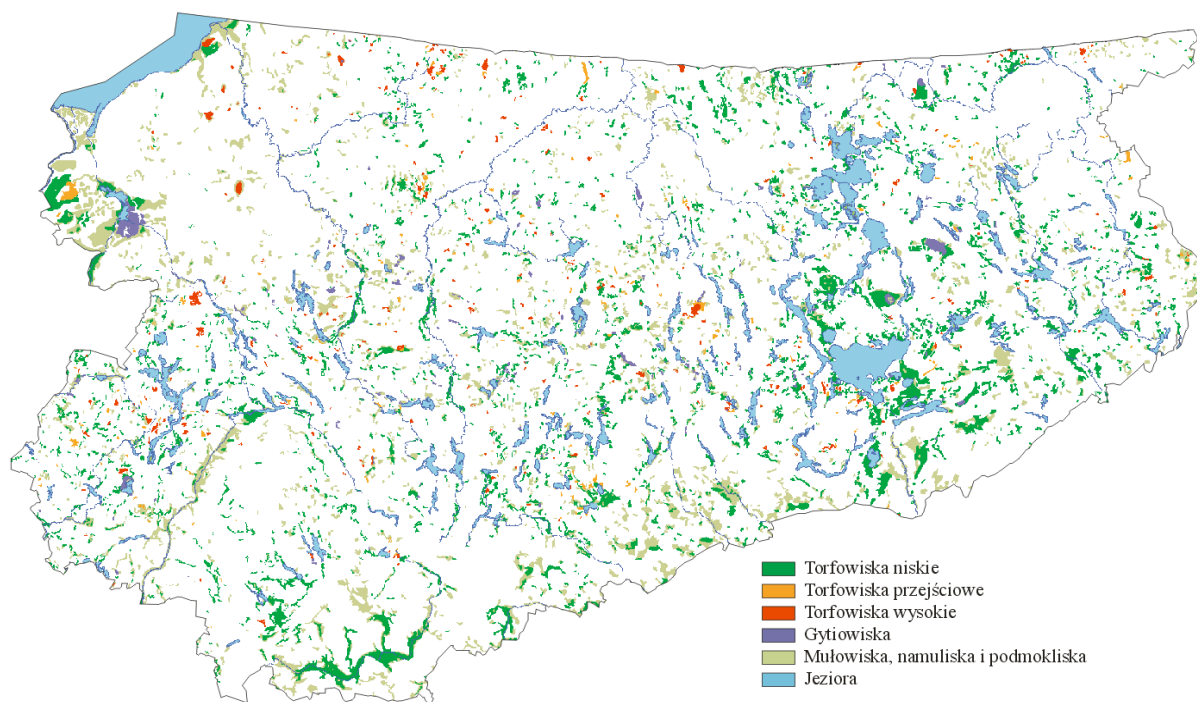 Torfowiska niskie
Torfowiska przejściowe
Torfowiska wysokie
Gytiowiska
Mułowiska, namuliska i podmokliska
Jeziora